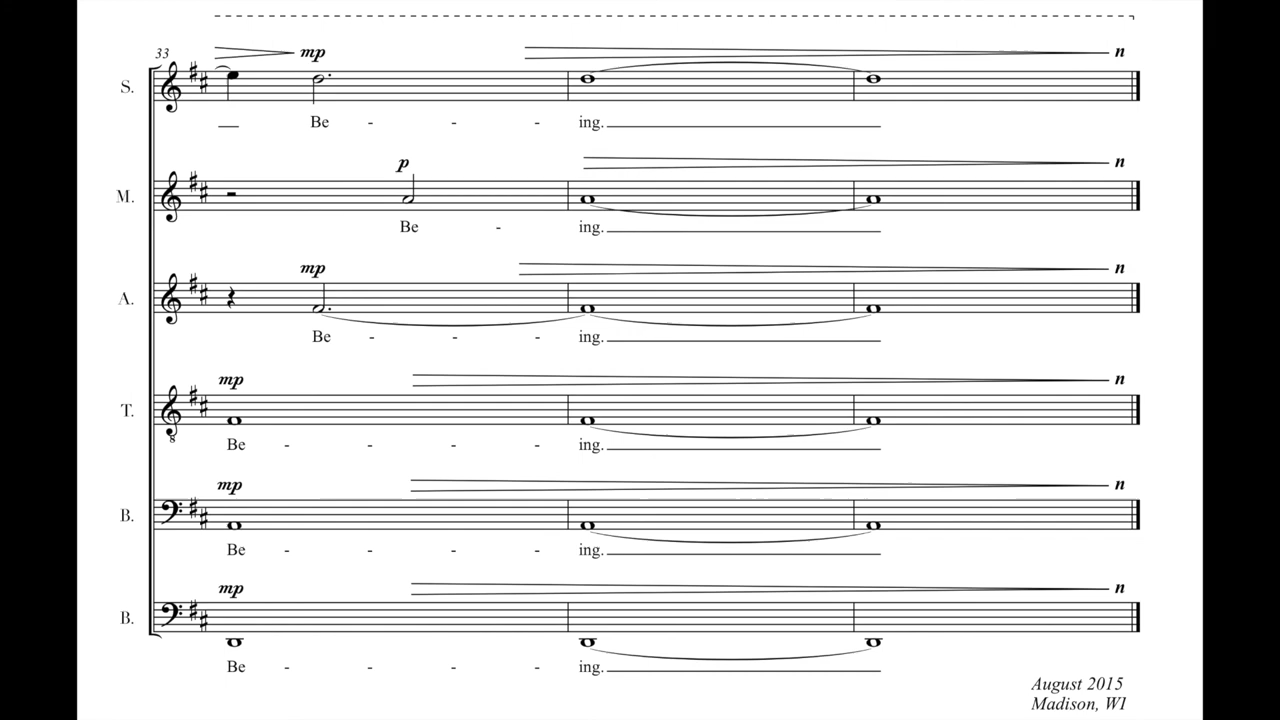 33 mp n
S.
Be - - - ing.
p n
M.
Be - ing.
mp n
A.
Be - - - ing.
mp n
T.
8
Be - - - - ing.
mp n
B.
Be - - - - ing.
mp n
B.
Be - - - - ing.
August 2015
Madison, WI